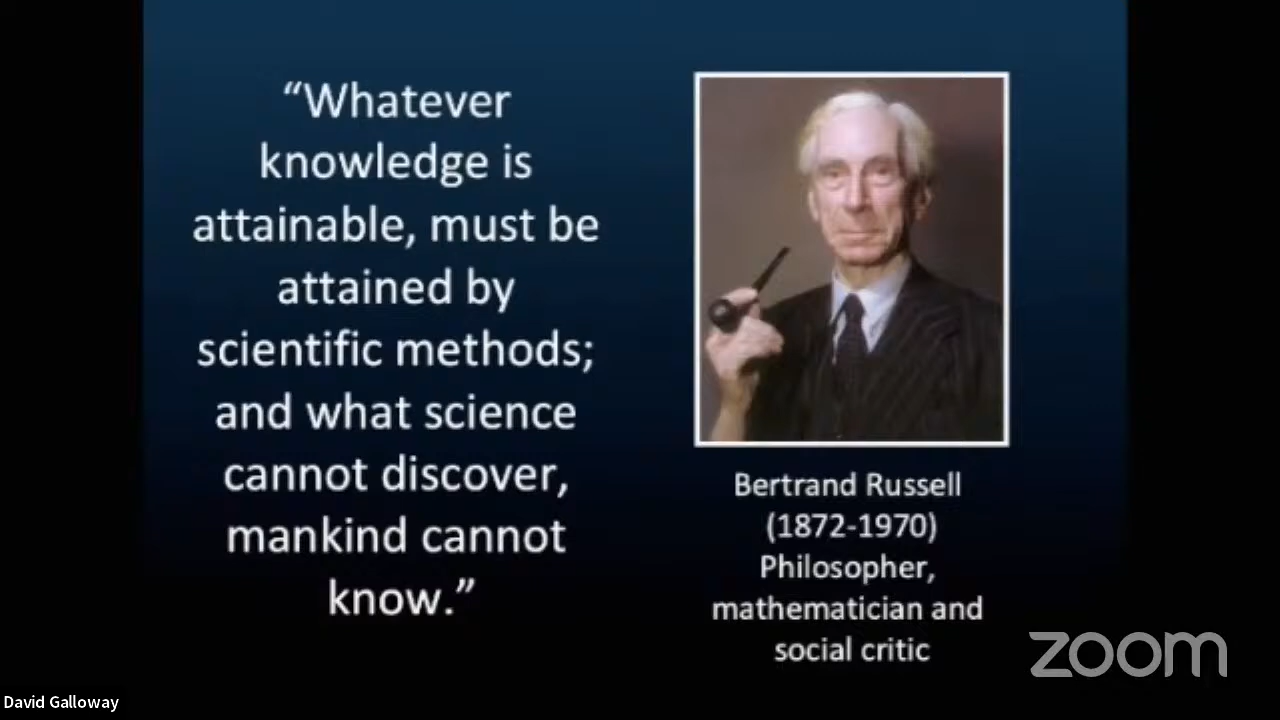 “Whatever
knowledge is
attainable, must be
attained by
scientific methods;
and what science
cannot discover,
mankind cannot
know.”
Bertrand Russell
(1872-1970)
Philosopher,
mathematician and
social critic
zoom
David Galloway